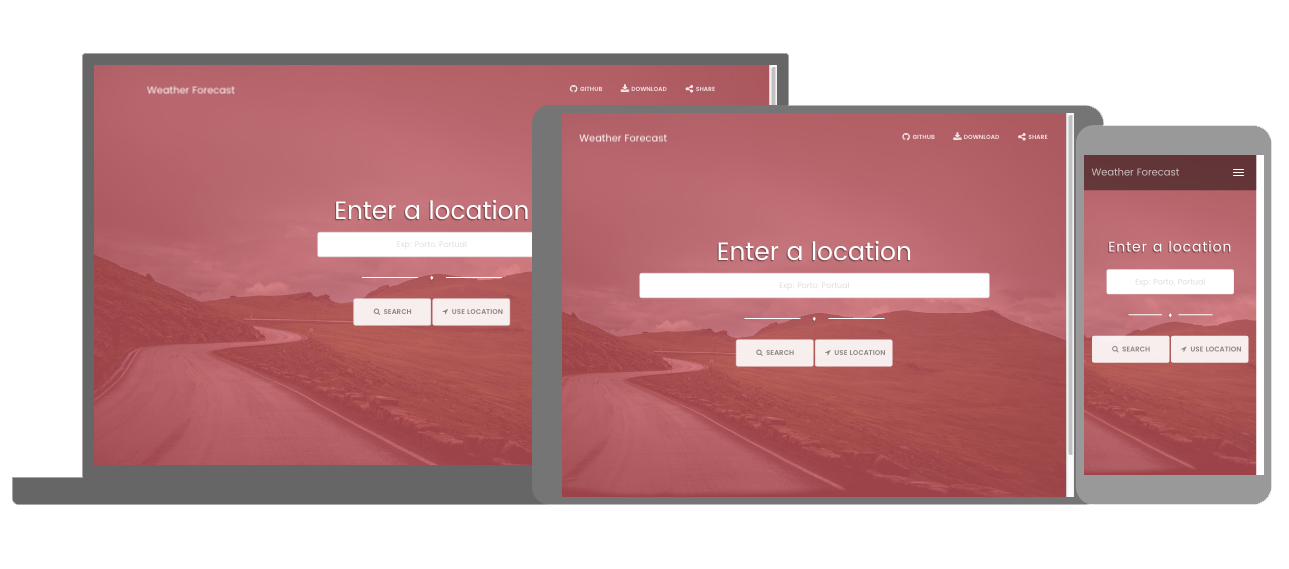 Weather Forecast
GITHUB DOWNLOAD SHARE
Enter a location
Exp: Porto, Portual
SEARCH USE LOCATION
Weather Forecast
GITHUB DOWNLOAD SHARE
Enter a location
Exp: Porto, Portual
SEARCH USE LOCATION
Weather Forecast
Enter a location
Exp: Porto, Portual
SEARCH USE LOCATION